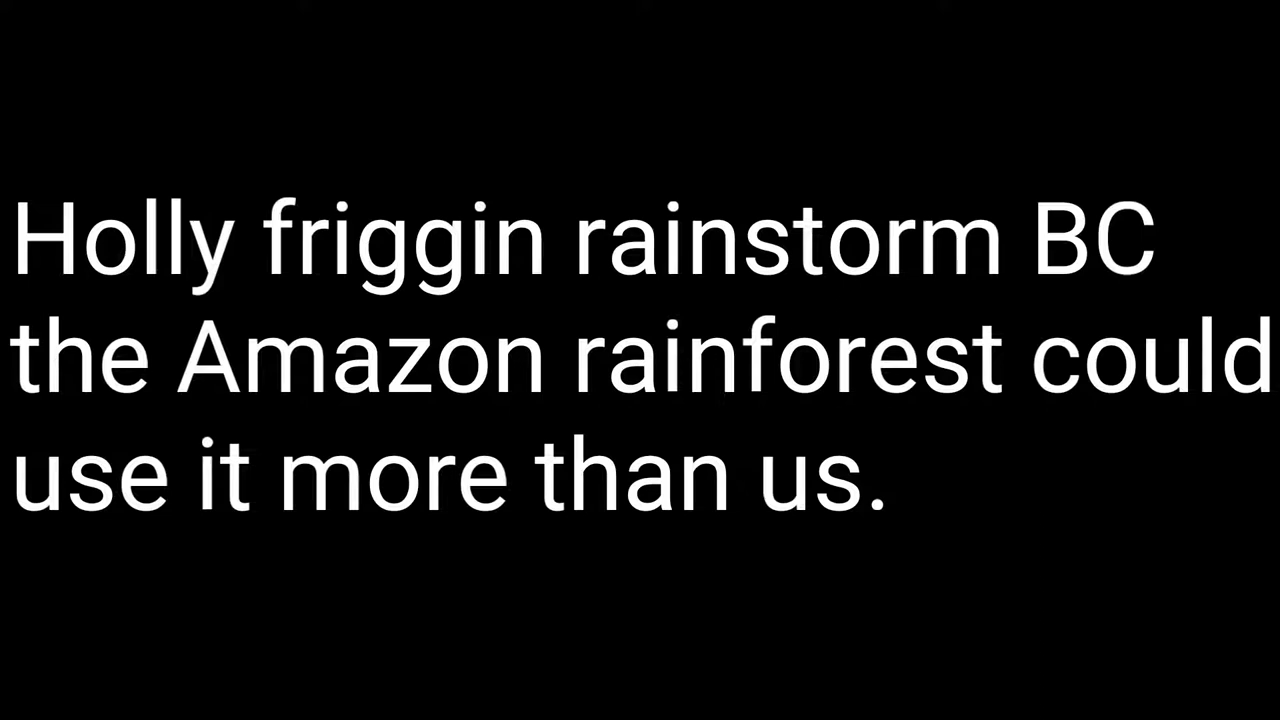 Holly friggin rainstorm BC
the Amazon rainforest could
use it more than us.